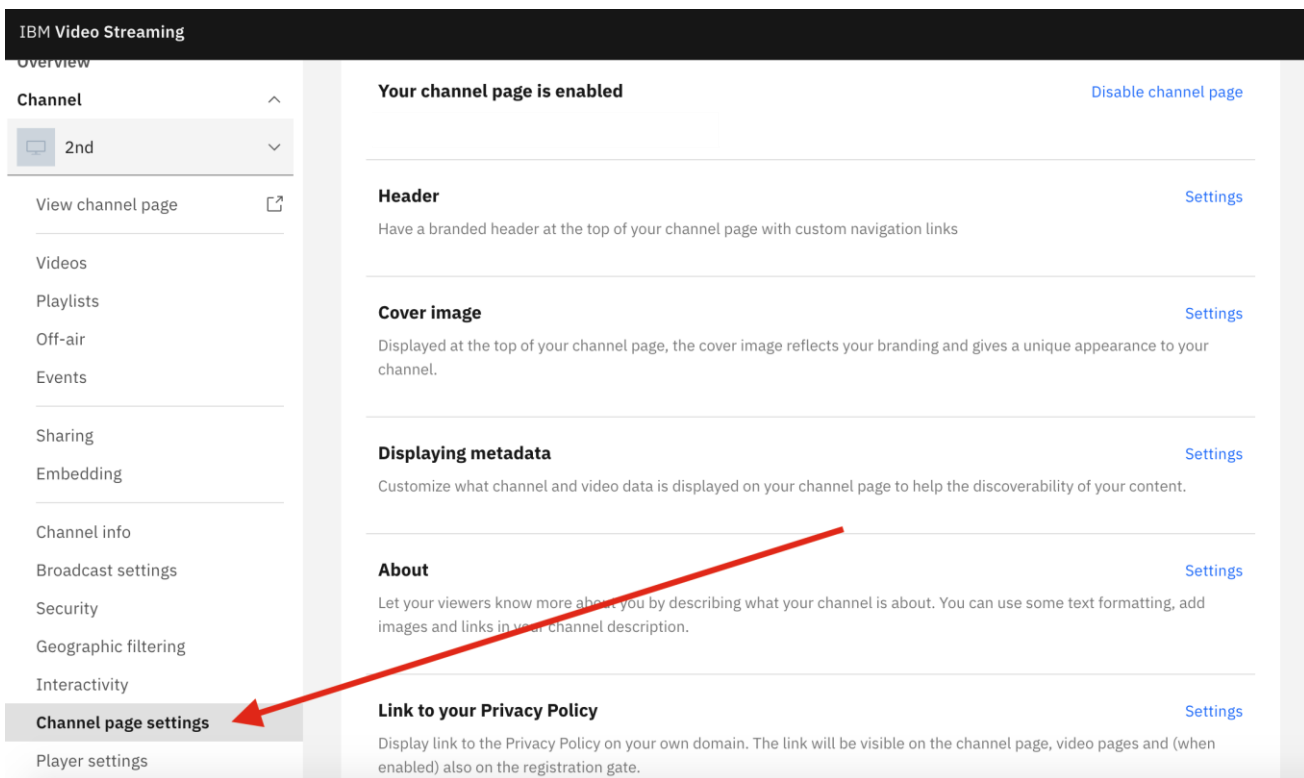 IBM Video Streaming
Overview
Channel
2nd
View channel page
Videos
Playlists
Off-air
Events
Sharing
Embedding
Channel info
Broadcast settings
Security
Geographic filtering
Interactivity
Channel page settings
Player settings
Your channel page is enabled
Disable channel page
Header
Settings
Have a branded header at the top of your channel page with custom navigation links
Cover image
Settings
Displayed at the top of your channel page, the cover image reflects your branding and gives a unique appearance to your
channel.
Displaying metadata
Settings
Customize what channel and video data is displayed on your channel page to help the discoverability of your content.
About
Settings
Let your viewers know more about you by describing what your channel is about. You can use some text formatting, add
images and links in your channel description.
Link to your Privacy Policy
Settings
Display link to the Privacy Policy on your own domain. The link will be visible on the channel page, video pages and (when
enabled) also on the registration gate.